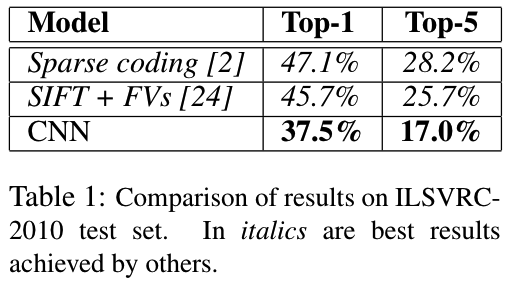 Model Top-1 Top-5
Sparse coding [2] 47.1% 28.2%
SIFT + FVs [24] 45.7% 25.7%
CNN 37.5% 17.0%
Table 1: Comparison of results on ILSVRC-
2010 test set. In italics are best results
achieved by others.